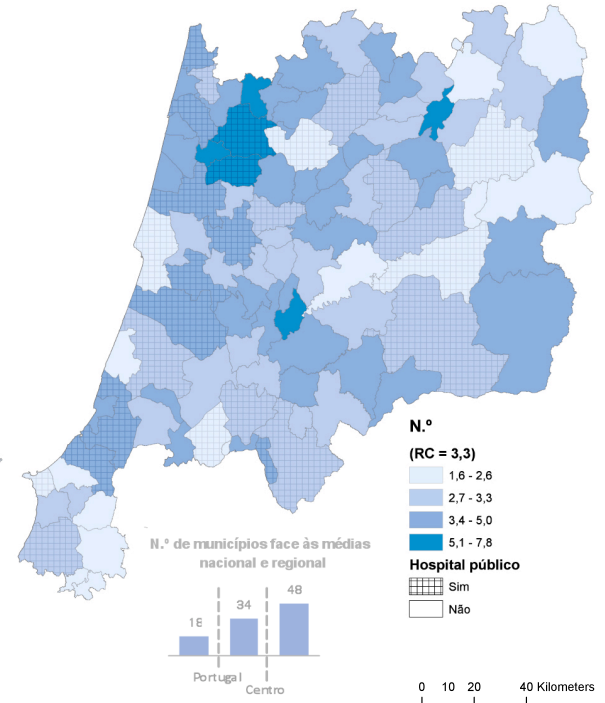 N.º
(RC = 3,3)
1,6 - 2,6
2,7 - 3,3
3,4 - 5,0
5,1 - 7,8
Hospital público
Sim
Não
N.º de municípios face às médias
nacional e regional
18
34
48
Portugal
Centro
0 10 20 40 Kilometers